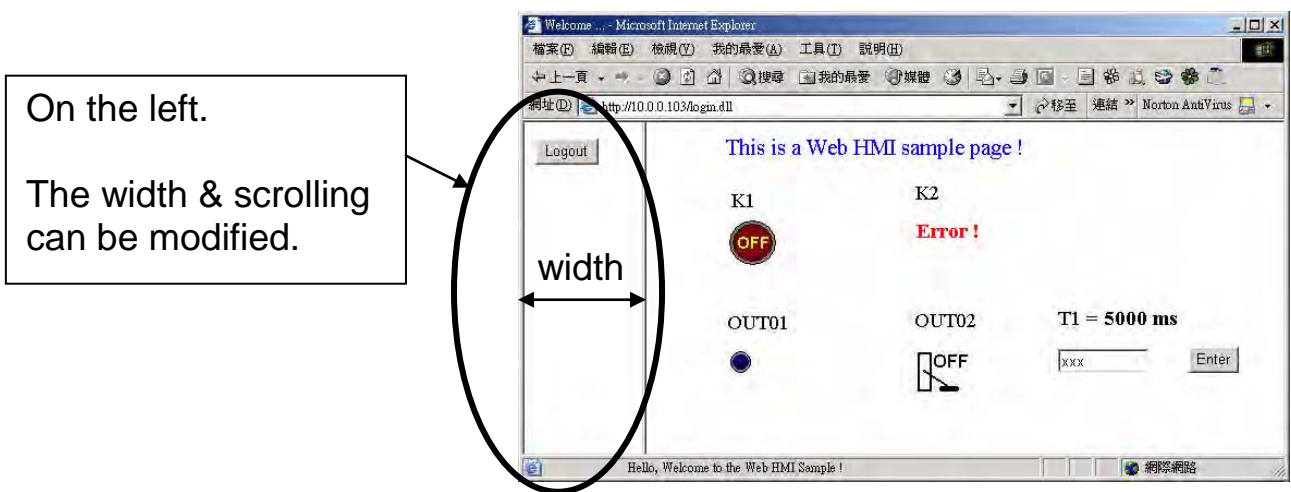 On the left.
The width & scrolling
can be modified.
width
Welcome ... - Microsoft Internet Explorer
檔案(F) 編輯(E) 檢視(V) 我的最愛(A) 工具(T) 說明(H)
上一頁 搜尋 我的最愛 媒體
網址(D) http://10.0.0.103/login.dll 移至 連結 » Norton AntiVirus
Logout
This is a Web HMI sample page !
K1 K2
OFF Error !
OUT01 OUT02 T1 = 5000 ms
OFF xxx Enter
Hello, Welcome to the Web HMI Sample ! 網際網路